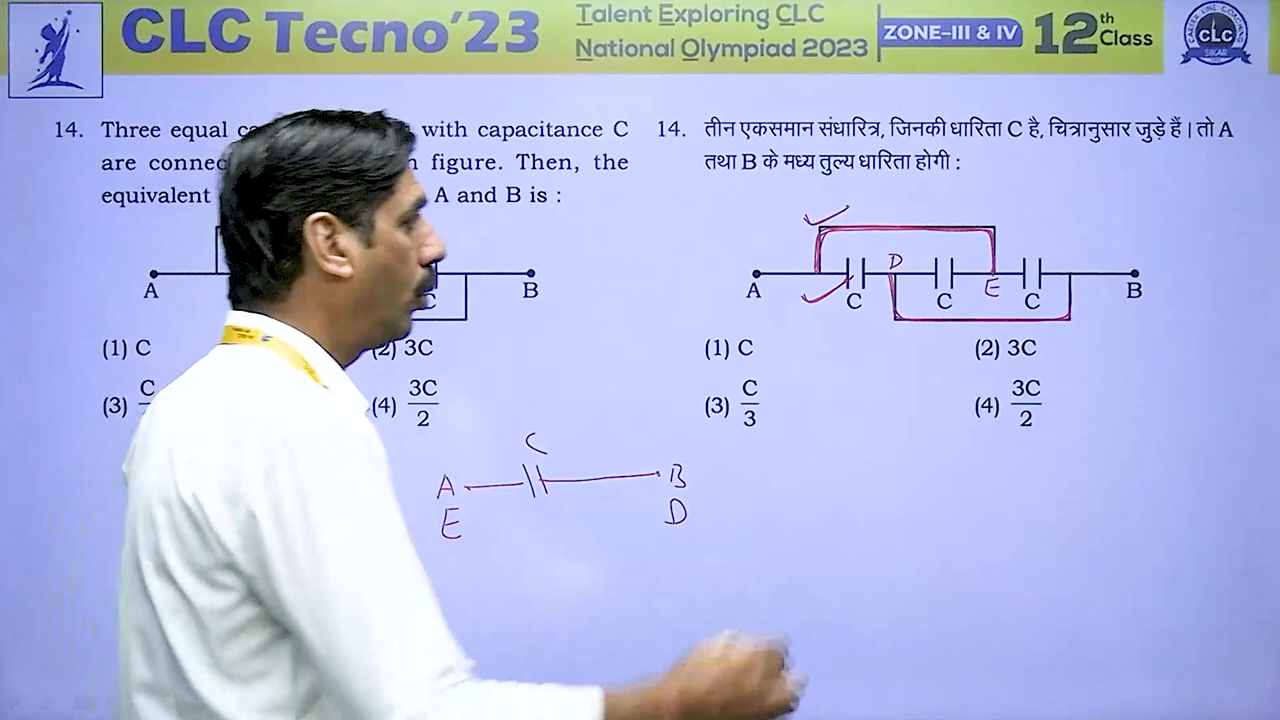 CLC Tecno'23
Talent Exploring CLC
National Olympiad 2023
ZONE–III & IV
12th Class
CLC
SIKAR
14. Three equal with capacitance C
are figure. Then, the
equivalent A and B is :
A
C
B
(1) C
(2) 3C
(3) C
(4) 3C/2
14. तीन एकसमान संधारित्र, जिनकी धारिता C है, चित्रानुसार जुड़े हैं। तो A
तथा B के मध्य तुल्य धारिता होगी :
D
A
C
C
E
C
B
(1) C
(2) 3C
(3) C/3
(4) 3C/2
C
A
B
E
D